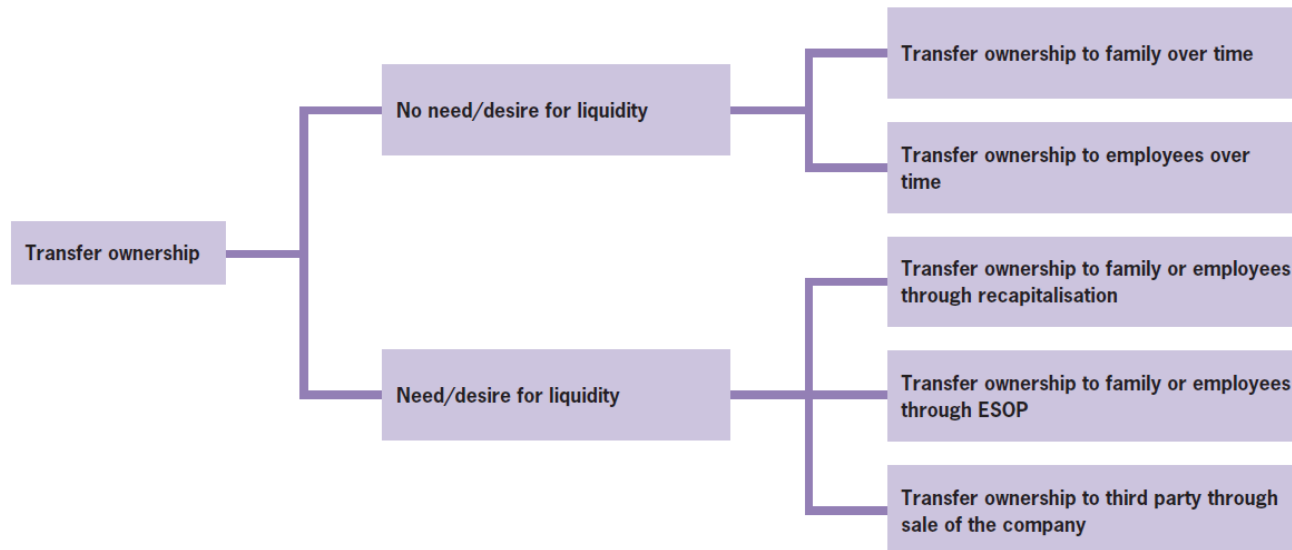 Transfer ownership
No need/desire for liquidity
Need/desire for liquidity
Transfer ownership to family over time
Transfer ownership to employees over
time
Transfer ownership to family or employees
through recapitalisation
Transfer ownership to family or employees
through ESOP
Transfer ownership to third party through
sale of the company